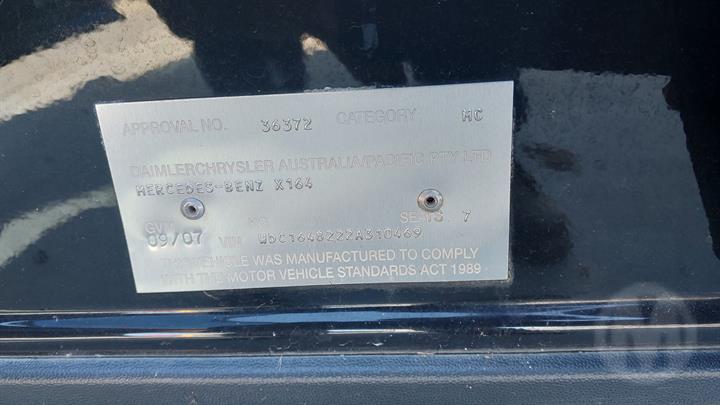 APPROVAL NO. 36372 CATEGORY MC
DAIMLERCHRYSLER AUSTRALIA/PACIFIC PTY LTD
MERCEDES-BENZ X164
SEATS 7
09/07 VIN WDC1648222A310469
THIS VEHICLE WAS MANUFACTURED TO COMPLY
WITH THE MOTOR VEHICLE STANDARDS ACT 1989